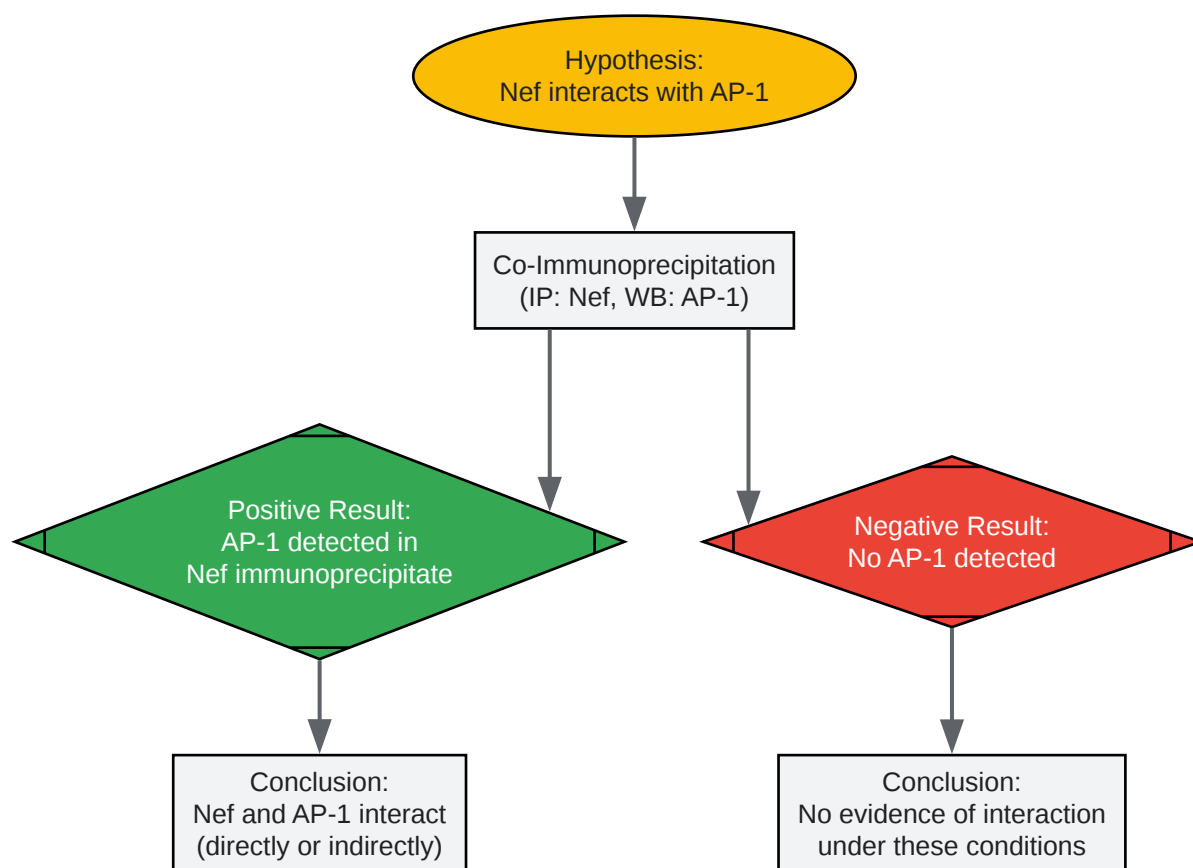 Hypothesis:
Nef interacts with AP-1
Co-Immunoprecipitation
(IP: Nef, WB: AP-1)
Positive Result:
AP-1 detected in
Nef immunoprecipitate
Negative Result:
No AP-1 detected
Conclusion:
Nef and AP-1 interact
(directly or indirectly)
Conclusion:
No evidence of interaction
under these conditions